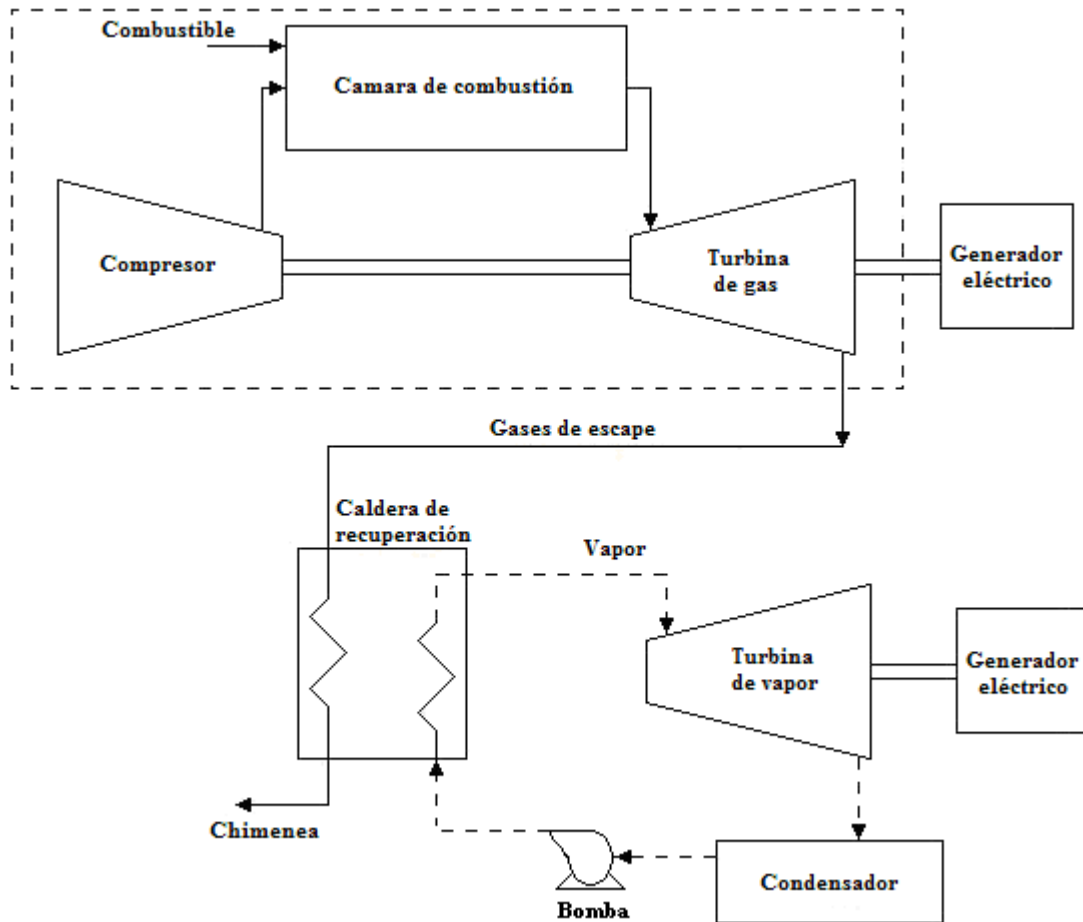 Combustible
Camara de combustión
Compresor
Turbina
de gas
Generador
eléctrico
Gases de escape
Caldera de
recuperación
Vapor
Turbina
de vapor
Generador
eléctrico
Chimenea
Bomba
Condensador